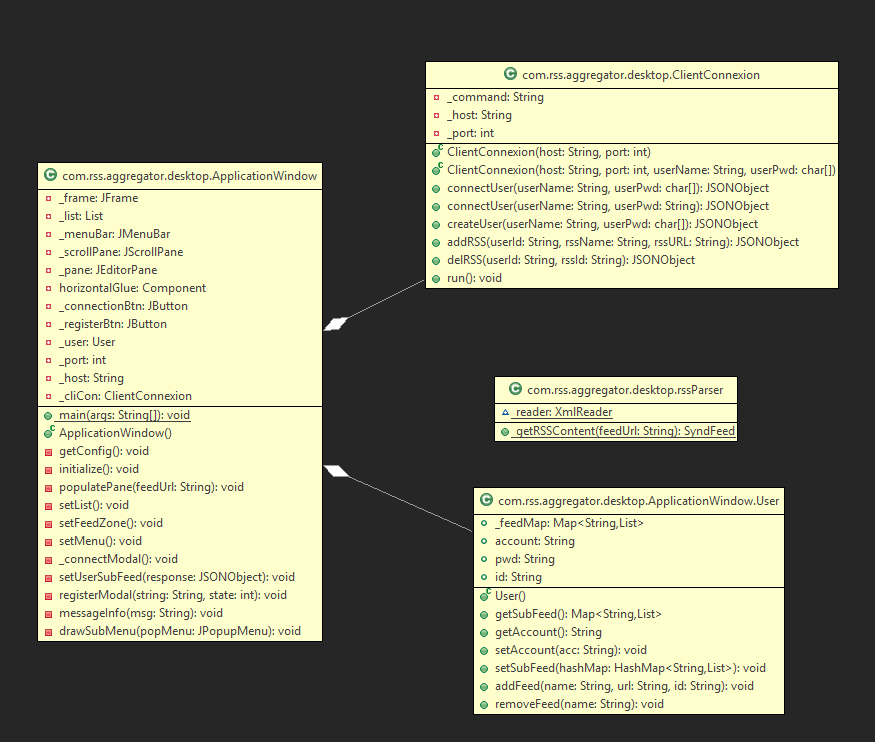 com.rss.aggregator.desktop.ClientConnexion
_command: String
_host: String
_port: int
ClientConnexion(host: String, port: int)
ClientConnexion(host: String, port: int, userName: String, userPwd: char[])
connectUser(userName: String, userPwd: char[]): JSONObject
connectUser(userName: String, userPwd: String): JSONObject
createUser(userName: String, userPwd: char[]): JSONObject
addRSS(userId: String, rssName: String, rssURL: String): JSONObject
delRSS(userId: String, rssId: String): JSONObject
run(): void
com.rss.aggregator.desktop.ApplicationWindow
_frame: JFrame
_list: List
_menuBar: JMenuBar
_scrollPane: JScrollPane
_pane: JEditorPane
horizontalGlue: Component
_connectionBtn: JButton
_registerBtn: JButton
_user: User
_port: int
_host: String
_cliCon: ClientConnexion
main(args: String[]): void
ApplicationWindow()
getConfig(): void
initialize(): void
populatePane(feedUrl: String): void
setList(): void
setFeedZone(): void
setMenu(): void
_connectModal(): void
setUserSubFeed(response: JSONObject): void
registerModal(string: String, state: int): void
messageInfo(msg: String): void
drawSubMenu(popMenu: JPopupMenu): void
com.rss.aggregator.desktop.rssParser
reader: XmlReader
getRSSContent(feedUrl: String): SyndFeed
com.rss.aggregator.desktop.ApplicationWindow.User
_feedMap: Map<String,List>
account: String
pwd: String
id: String
User()
getSubFeed(): Map<String,List>
getAccount(): String
setAccount(acc: String): void
setSubFeed(hashMap: HashMap<String,List>): void
addFeed(name: String, url: String, id: String): void
removeFeed(name: String): void